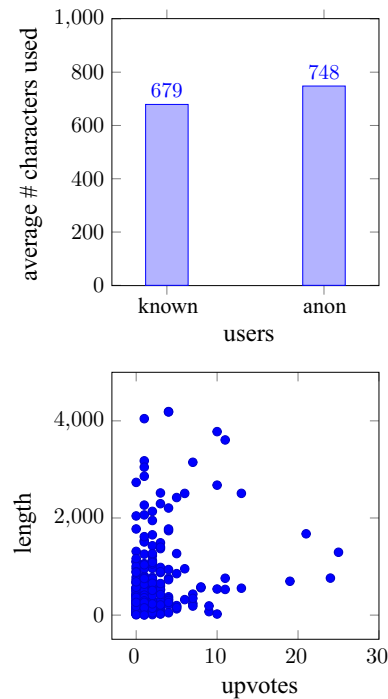 1,000
800
600
400
200
0
average # characters used
679
748
known
anon
users
4,000
2,000
0
length
0
10
20
30
upvotes